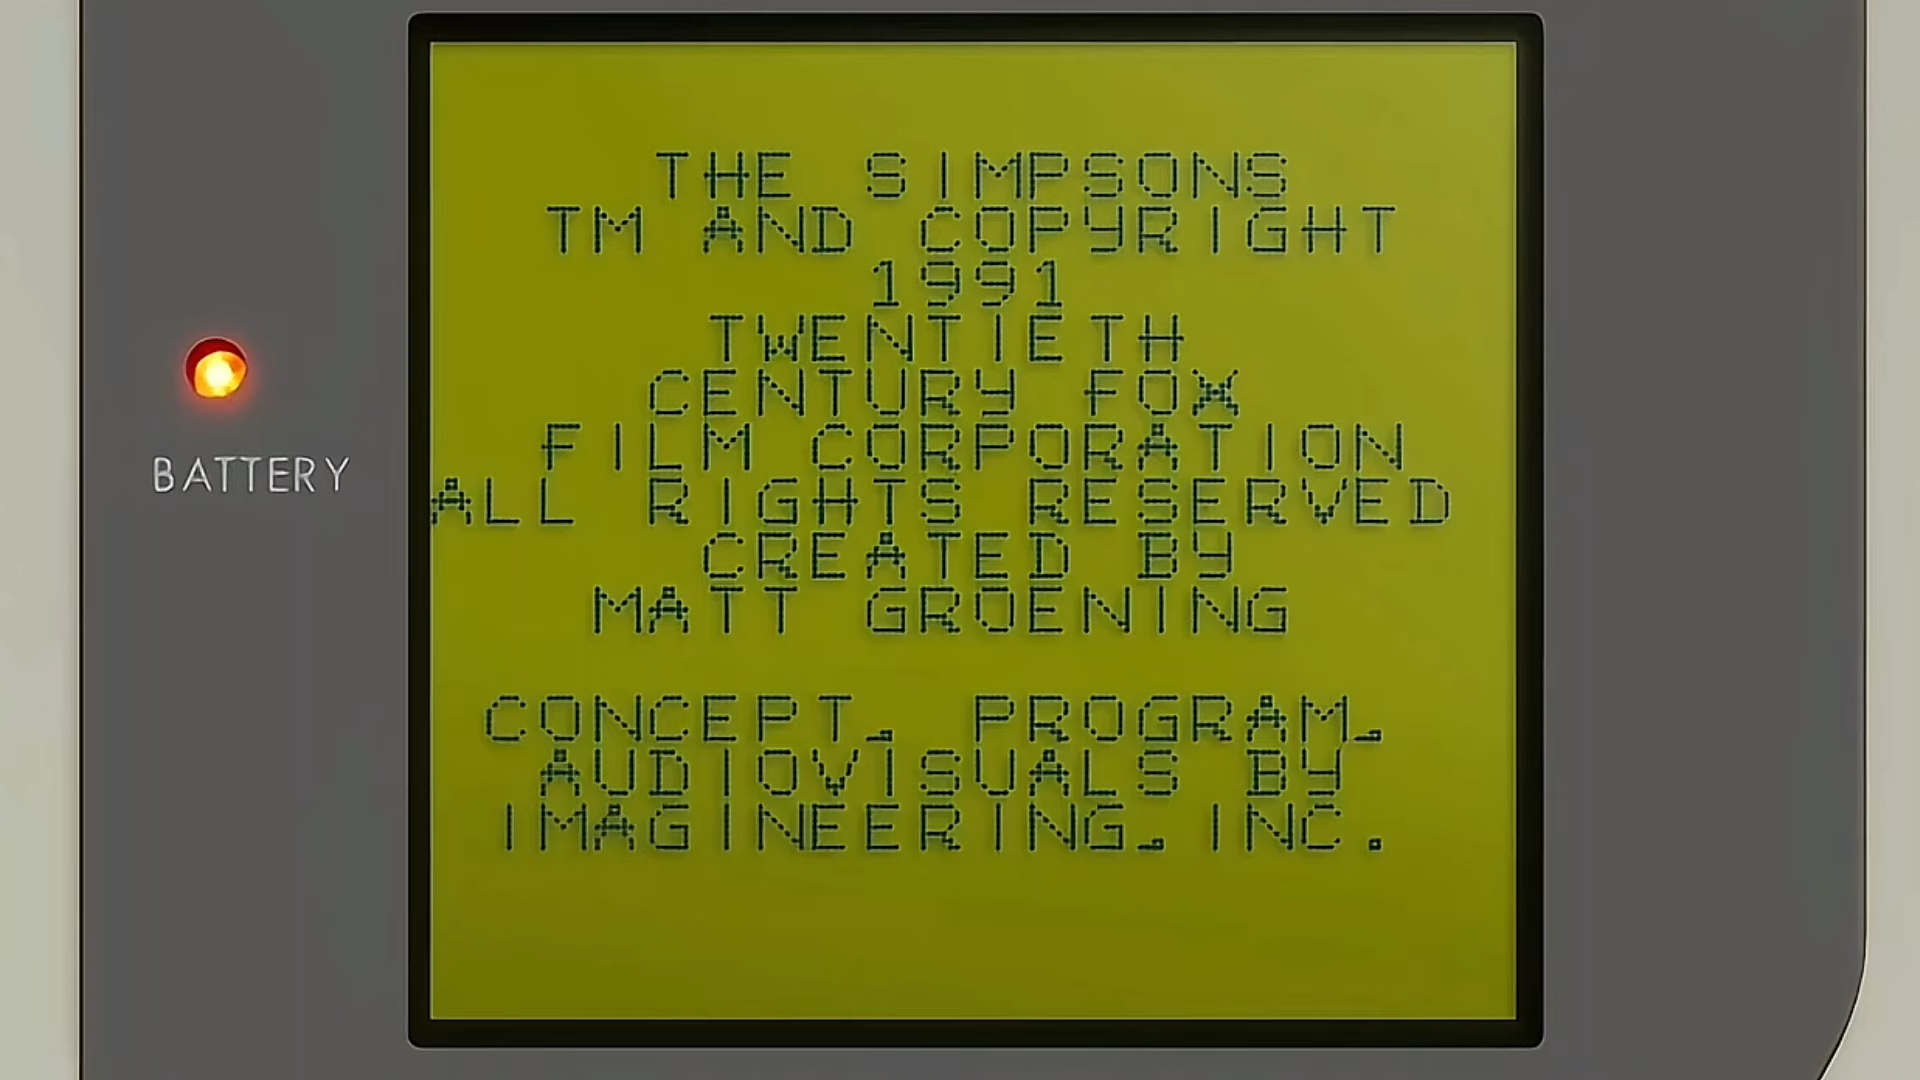 THE SIMPSONS
TM AND COPYRIGHT
1991
TWENTIETH
CENTURY FOX
FILM CORPORATION
ALL RIGHTS RESERVED
CREATED BY
MATT GROENING
CONCEPT, PROGRAM,
AUDIOVISUALS BY
IMAGINEERING, INC.
BATTERY